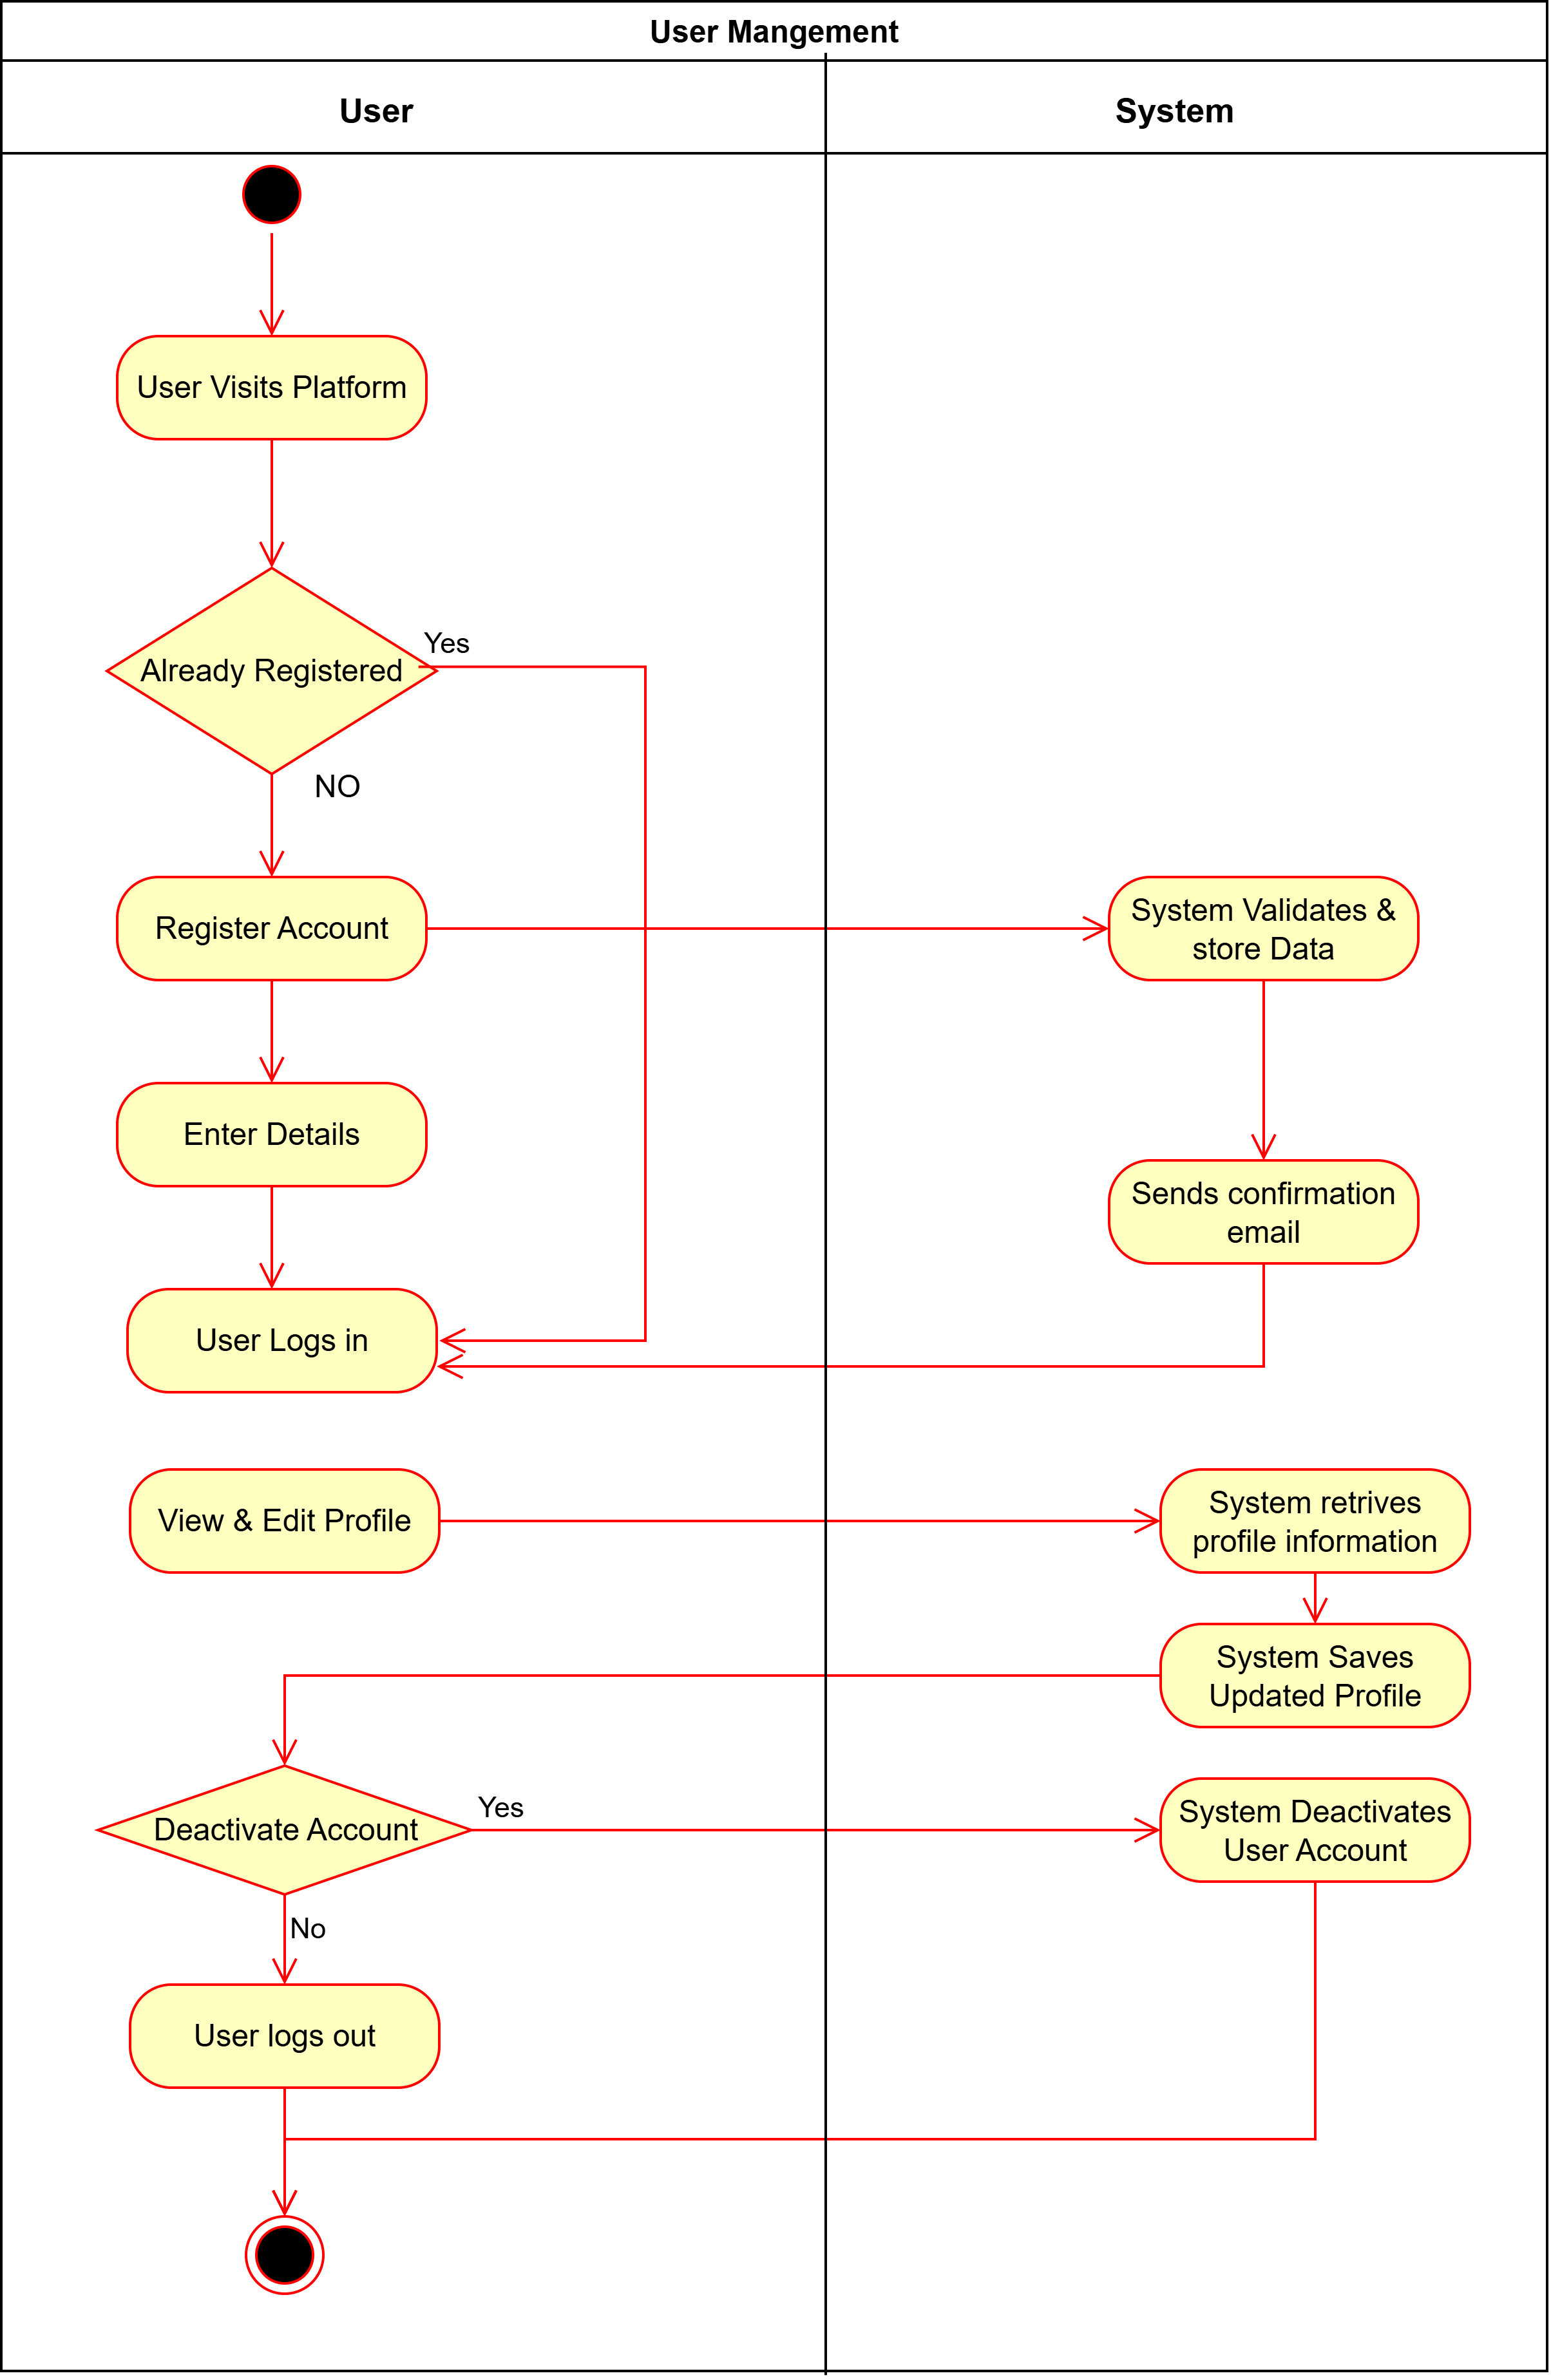 User Mangement
User
System
User Visits Platform
Already Registered
Yes
NO
Register Account
System Validates &
store Data
Enter Details
Sends confirmation
email
User Logs in
View & Edit Profile
System retrives
profile information
System Saves
Updated Profile
Deactivate Account
Yes
System Deactivates
User Account
No
User logs out